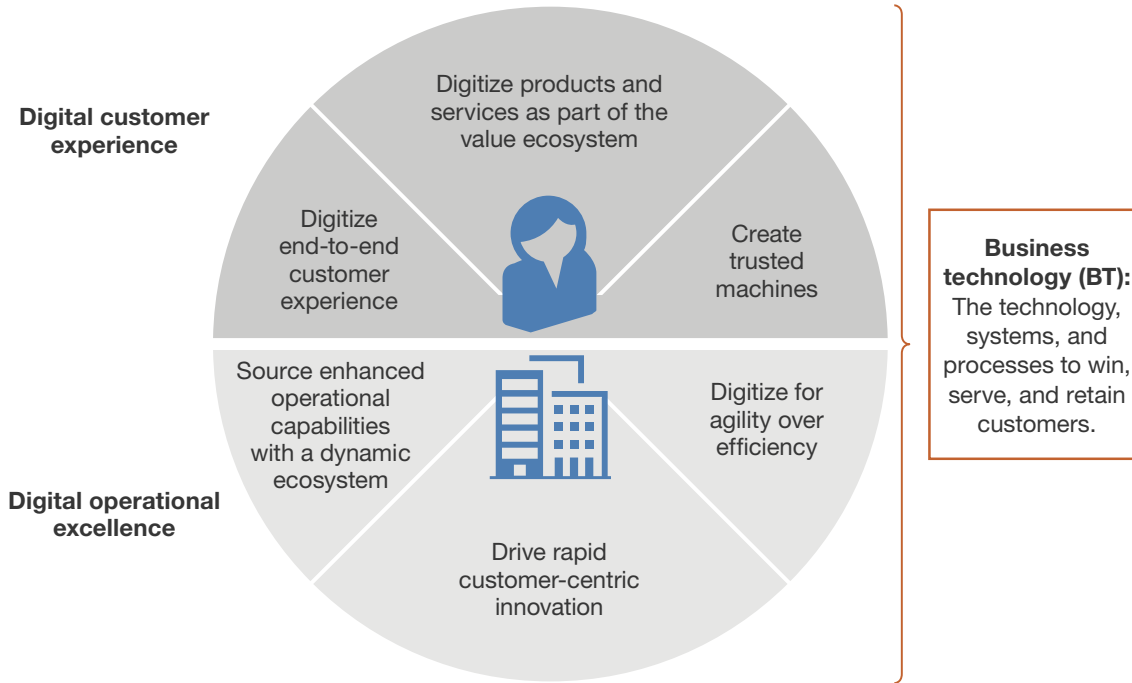 Digital customer
experience
Digitize products and
services as part of the
value ecosystem
Digitize
end-to-end
customer
experience
Create
trusted
machines
Source enhanced
operational
capabilities
with a dynamic
ecosystem
Digitize for
agility over
efficiency
Digital operational
excellence
Drive rapid
customer-centric
innovation
Business
technology (BT):
The technology,
systems, and
processes to win,
serve, and retain
customers.